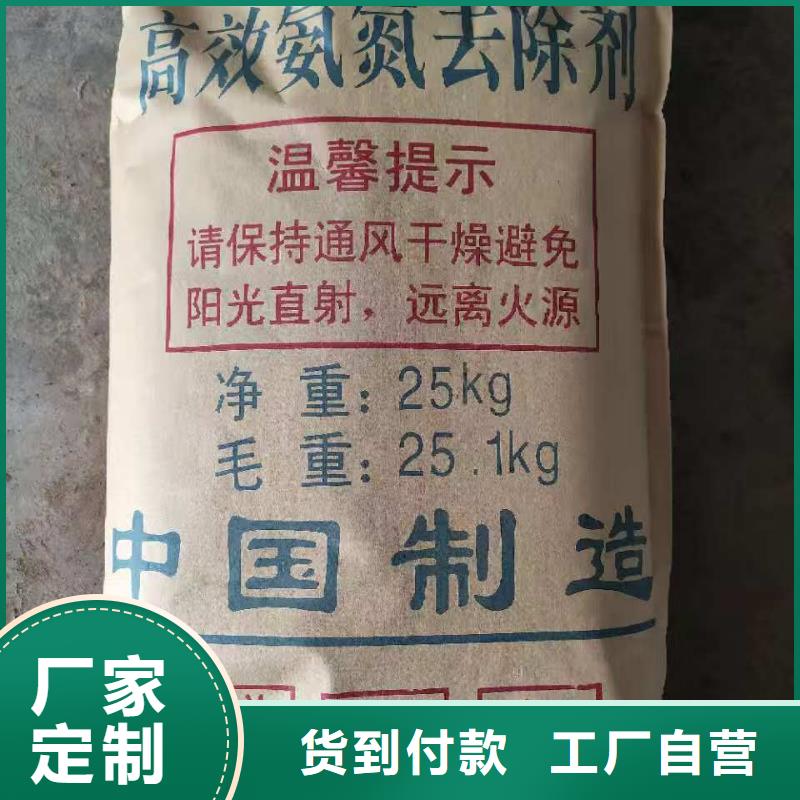 高效氨氮去除剂
温馨提示
请保持通风干燥避免
阳光直射，远离火源
净 重：25kg
毛 重：25.1kg
中国制造
厂家
定制
货到付款 工厂自营